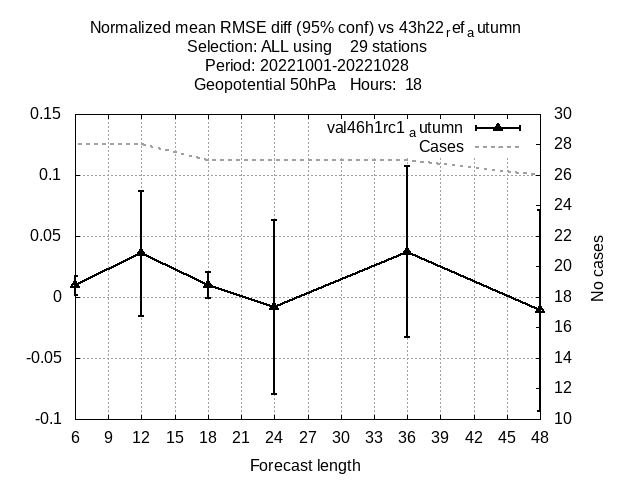 Normalized mean RMSE diff (95% conf) vs 43h22refautumn
Selection: ALL using 29 stations
Period: 20221001-20221028
Geopotential 50hPa Hours: 18
0.15
0.1
0.05
0
-0.05
-0.1
val46h1rc1autumn
Cases
30
28
26
24
22
20
18
16
14
12
10
No cases
6 9 12 15 18 21 24 27 30 33 36 39 42 45 48
Forecast length